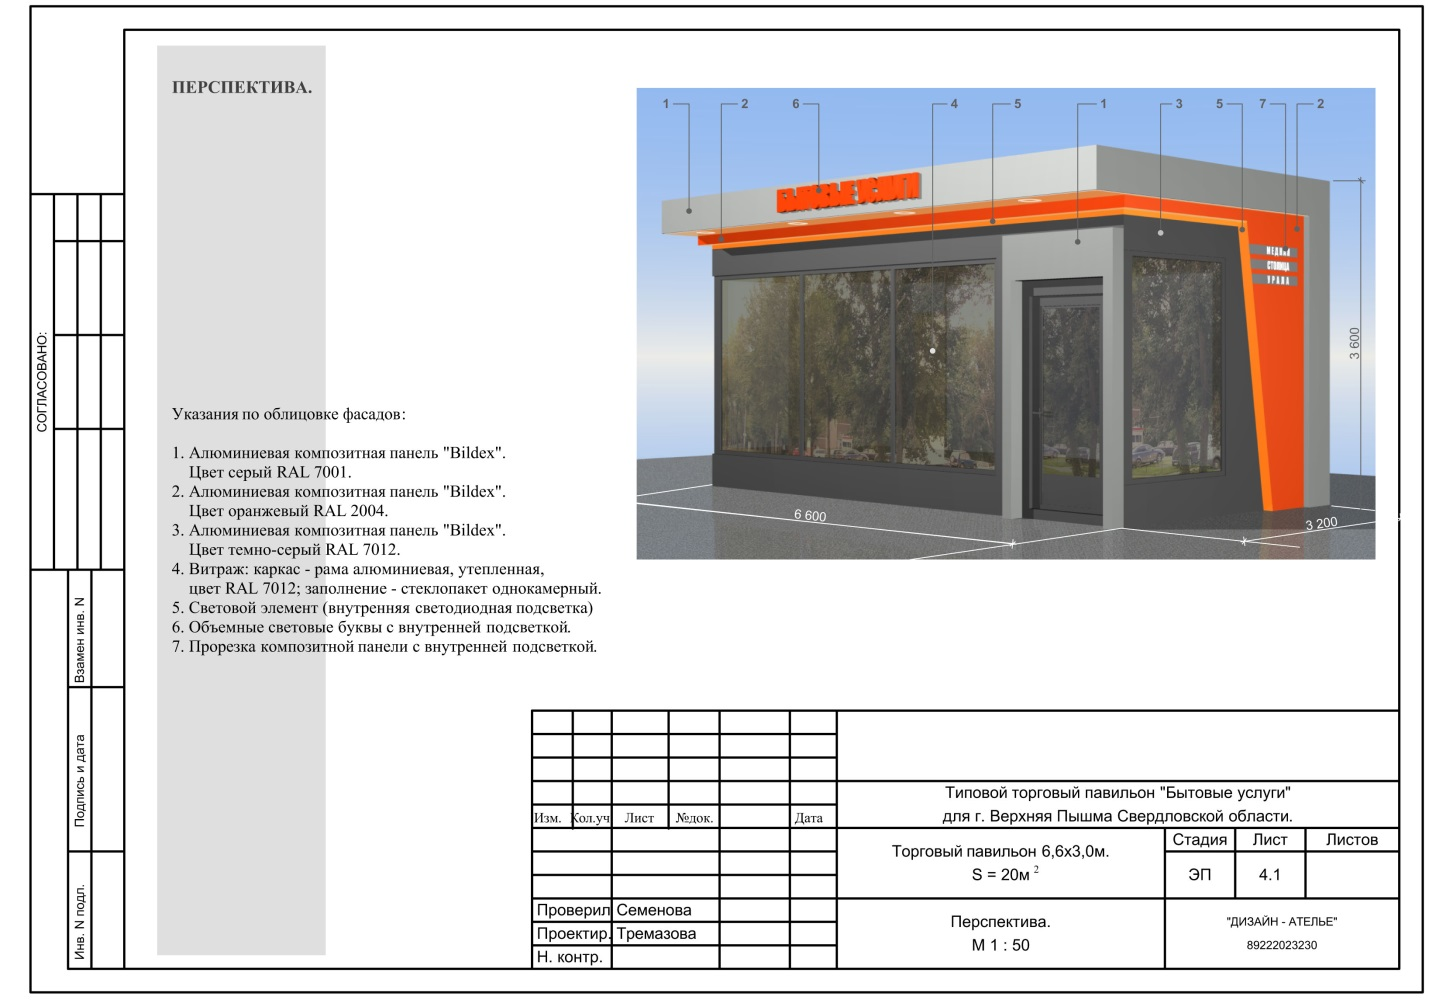 ПЕРСПЕКТИВА.
1 2 6 4 5 1 3 5 7 2
БЫТОВЫЕ УСЛУГИ
МЕДНАЯ
СТОЛИЦА
УРАЛА
3 600
6 600
3 200
Указания по облицовке фасадов:
1. Алюминиевая композитная панель "Bildex".
Цвет серый RAL 7001.
2. Алюминиевая композитная панель "Bildex".
Цвет оранжевый RAL 2004.
3. Алюминиевая композитная панель "Bildex".
Цвет темно-серый RAL 7012.
4. Витраж: каркас - рама алюминиевая, утепленная,
цвет RAL 7012; заполнение - стеклопакет однокамерный.
5. Световой элемент (внутренняя светодиодная подсветка)
6. Объемные световые буквы с внутренней подсветкой.
7. Прорезка композитной панели с внутренней подсветкой.
СОГЛАСОВАНО:
Взамен инв. N
Подпись и дата
Инв. N подл.
Изм. Кол.уч Лист №док. Дата
Проверил Семенова
Проектир. Тремазова
Н. контр.
Типовой торговый павильон "Бытовые услуги"
для г. Верхняя Пышма Свердловской области.
Торговый павильон 6,6х3,0м.
S = 20м 2
Стадия Лист Листов
ЭП 4.1
Перспектива.
М 1 : 50
"ДИЗАЙН - АТЕЛЬЕ"
89222023230